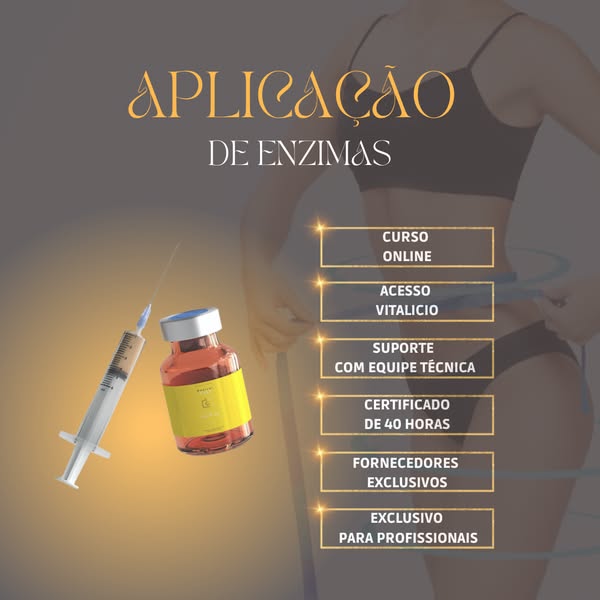 APLICAÇÃO
DE ENZIMAS
CURSO
ONLINE
ACESSO
VITALICIO
SUPORTE
COM EQUIPE TÉCNICA
CERTIFICADO
DE 40 HORAS
FORNECEDORES
EXCLUSIVOS
EXCLUSIVO
PARA PROFISSIONAIS